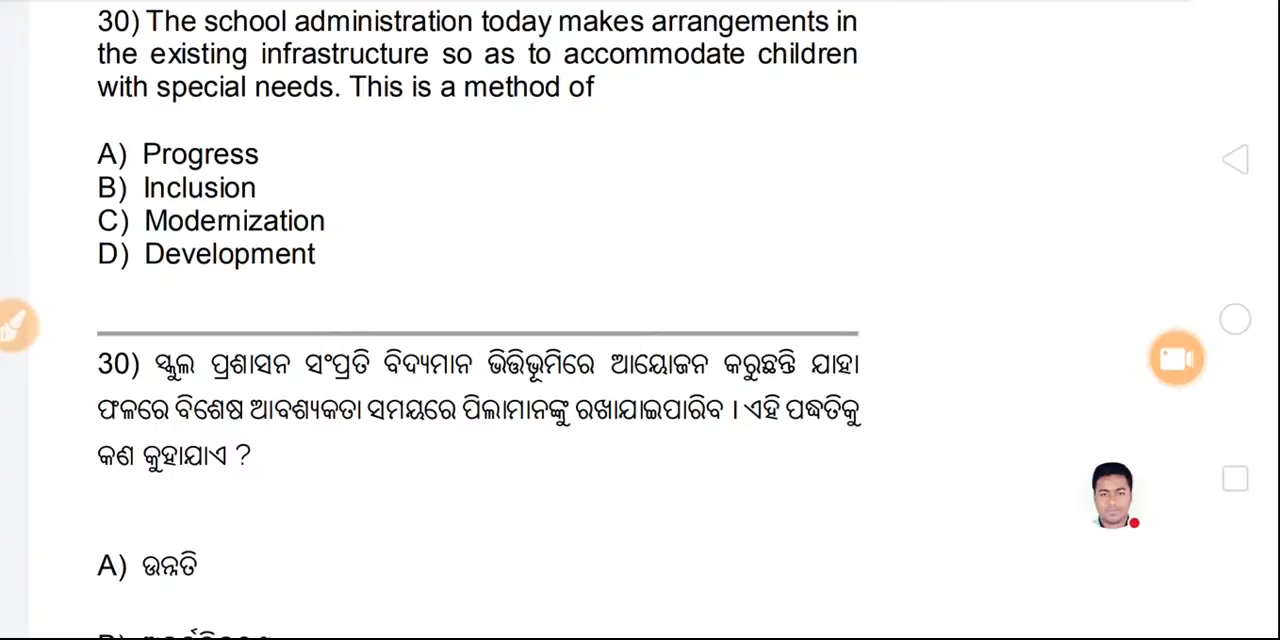 30) The school administration today makes arrangements in
the existing infrastructure so as to accommodate children
with special needs. This is a method of
A) Progress
B) Inclusion
C) Modernization
D) Development
30) ସ୍କୁଲ ପ୍ରଶାସନ ସଂପ୍ରତି ବିଦ୍ୟମାନ ଭିତ୍ତିଭୂମିରେ ଆୟୋଜନ କରୁଛନ୍ତି ଯାହା
ଫଳରେ ବିଶେଷ ଆବଶ୍ୟକତା ସମୟରେ ପିଲାମାନଙ୍କୁ ରଖାଯାଇପାରିବ । ଏହି ପଦ୍ଧତିକୁ
କଣ କୁହାଯାଏ ?
A) ଉନ୍ନତି